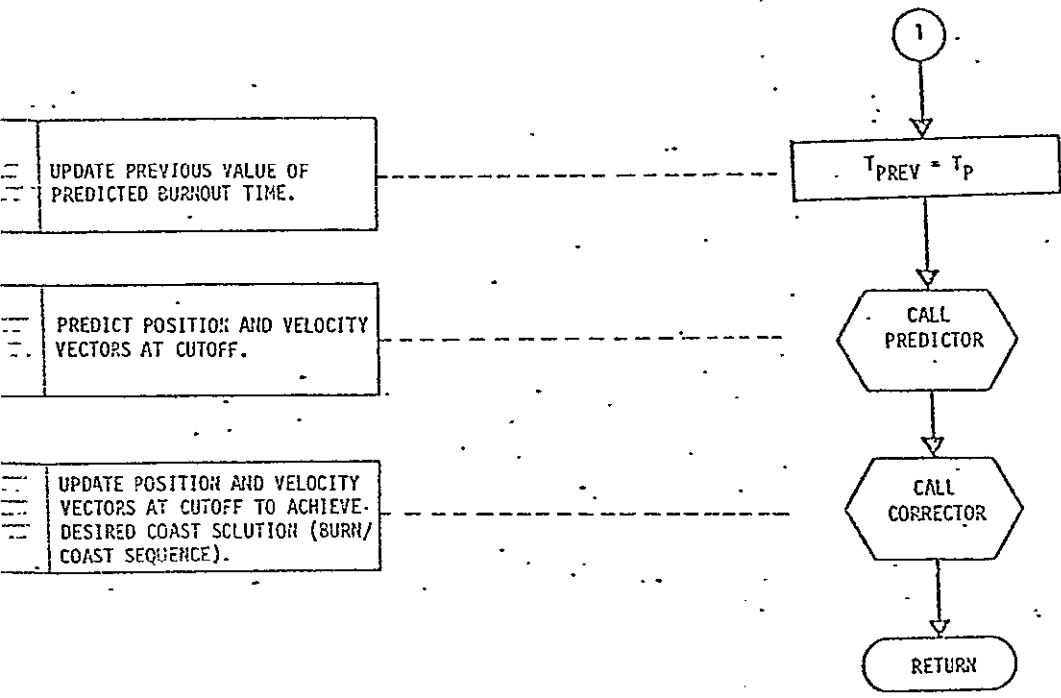 1
UPDATE PREVIOUS VALUE OF
PREDICTED BURNOUT TIME.
T_PREV = T_P
PREDICT POSITION AND VELOCITY
VECTORS AT CUTOFF.
CALL
PREDICTOR
UPDATE POSITION AND VELOCITY
VECTORS AT CUTOFF TO ACHIEVE
DESIRED COAST SOLUTION (BURN/
COAST SEQUENCE).
CALL
CORRECTOR
RETURN